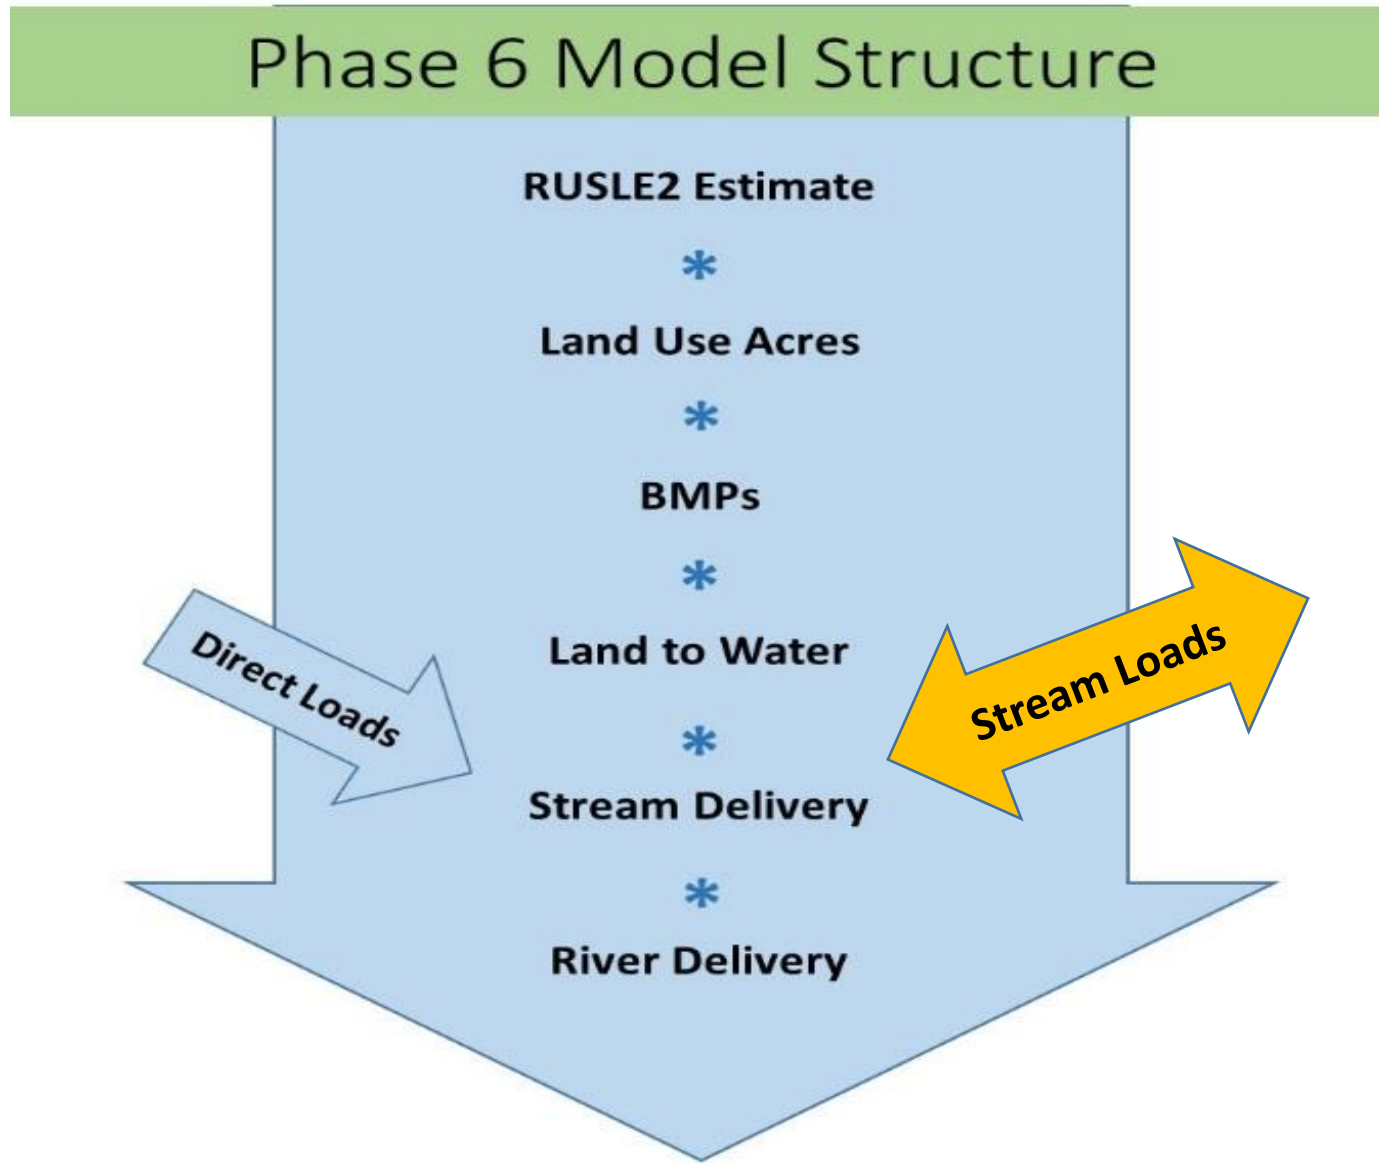 Phase 6 Model Structure
RUSLE2 Estimate
*
Land Use Acres
*
BMPs
*
Land to Water
Direct Loads
Stream Loads
*
Stream Delivery
*
River Delivery